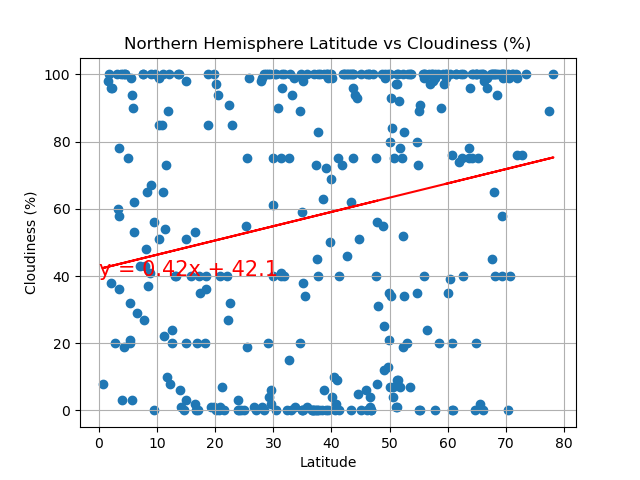 Northern Hemisphere Latitude vs Cloudiness (%)
100
80
60
40
20
0
Cloudiness (%)
y = 0.42x + 42.1
0 10 20 30 40 50 60 70 80
Latitude